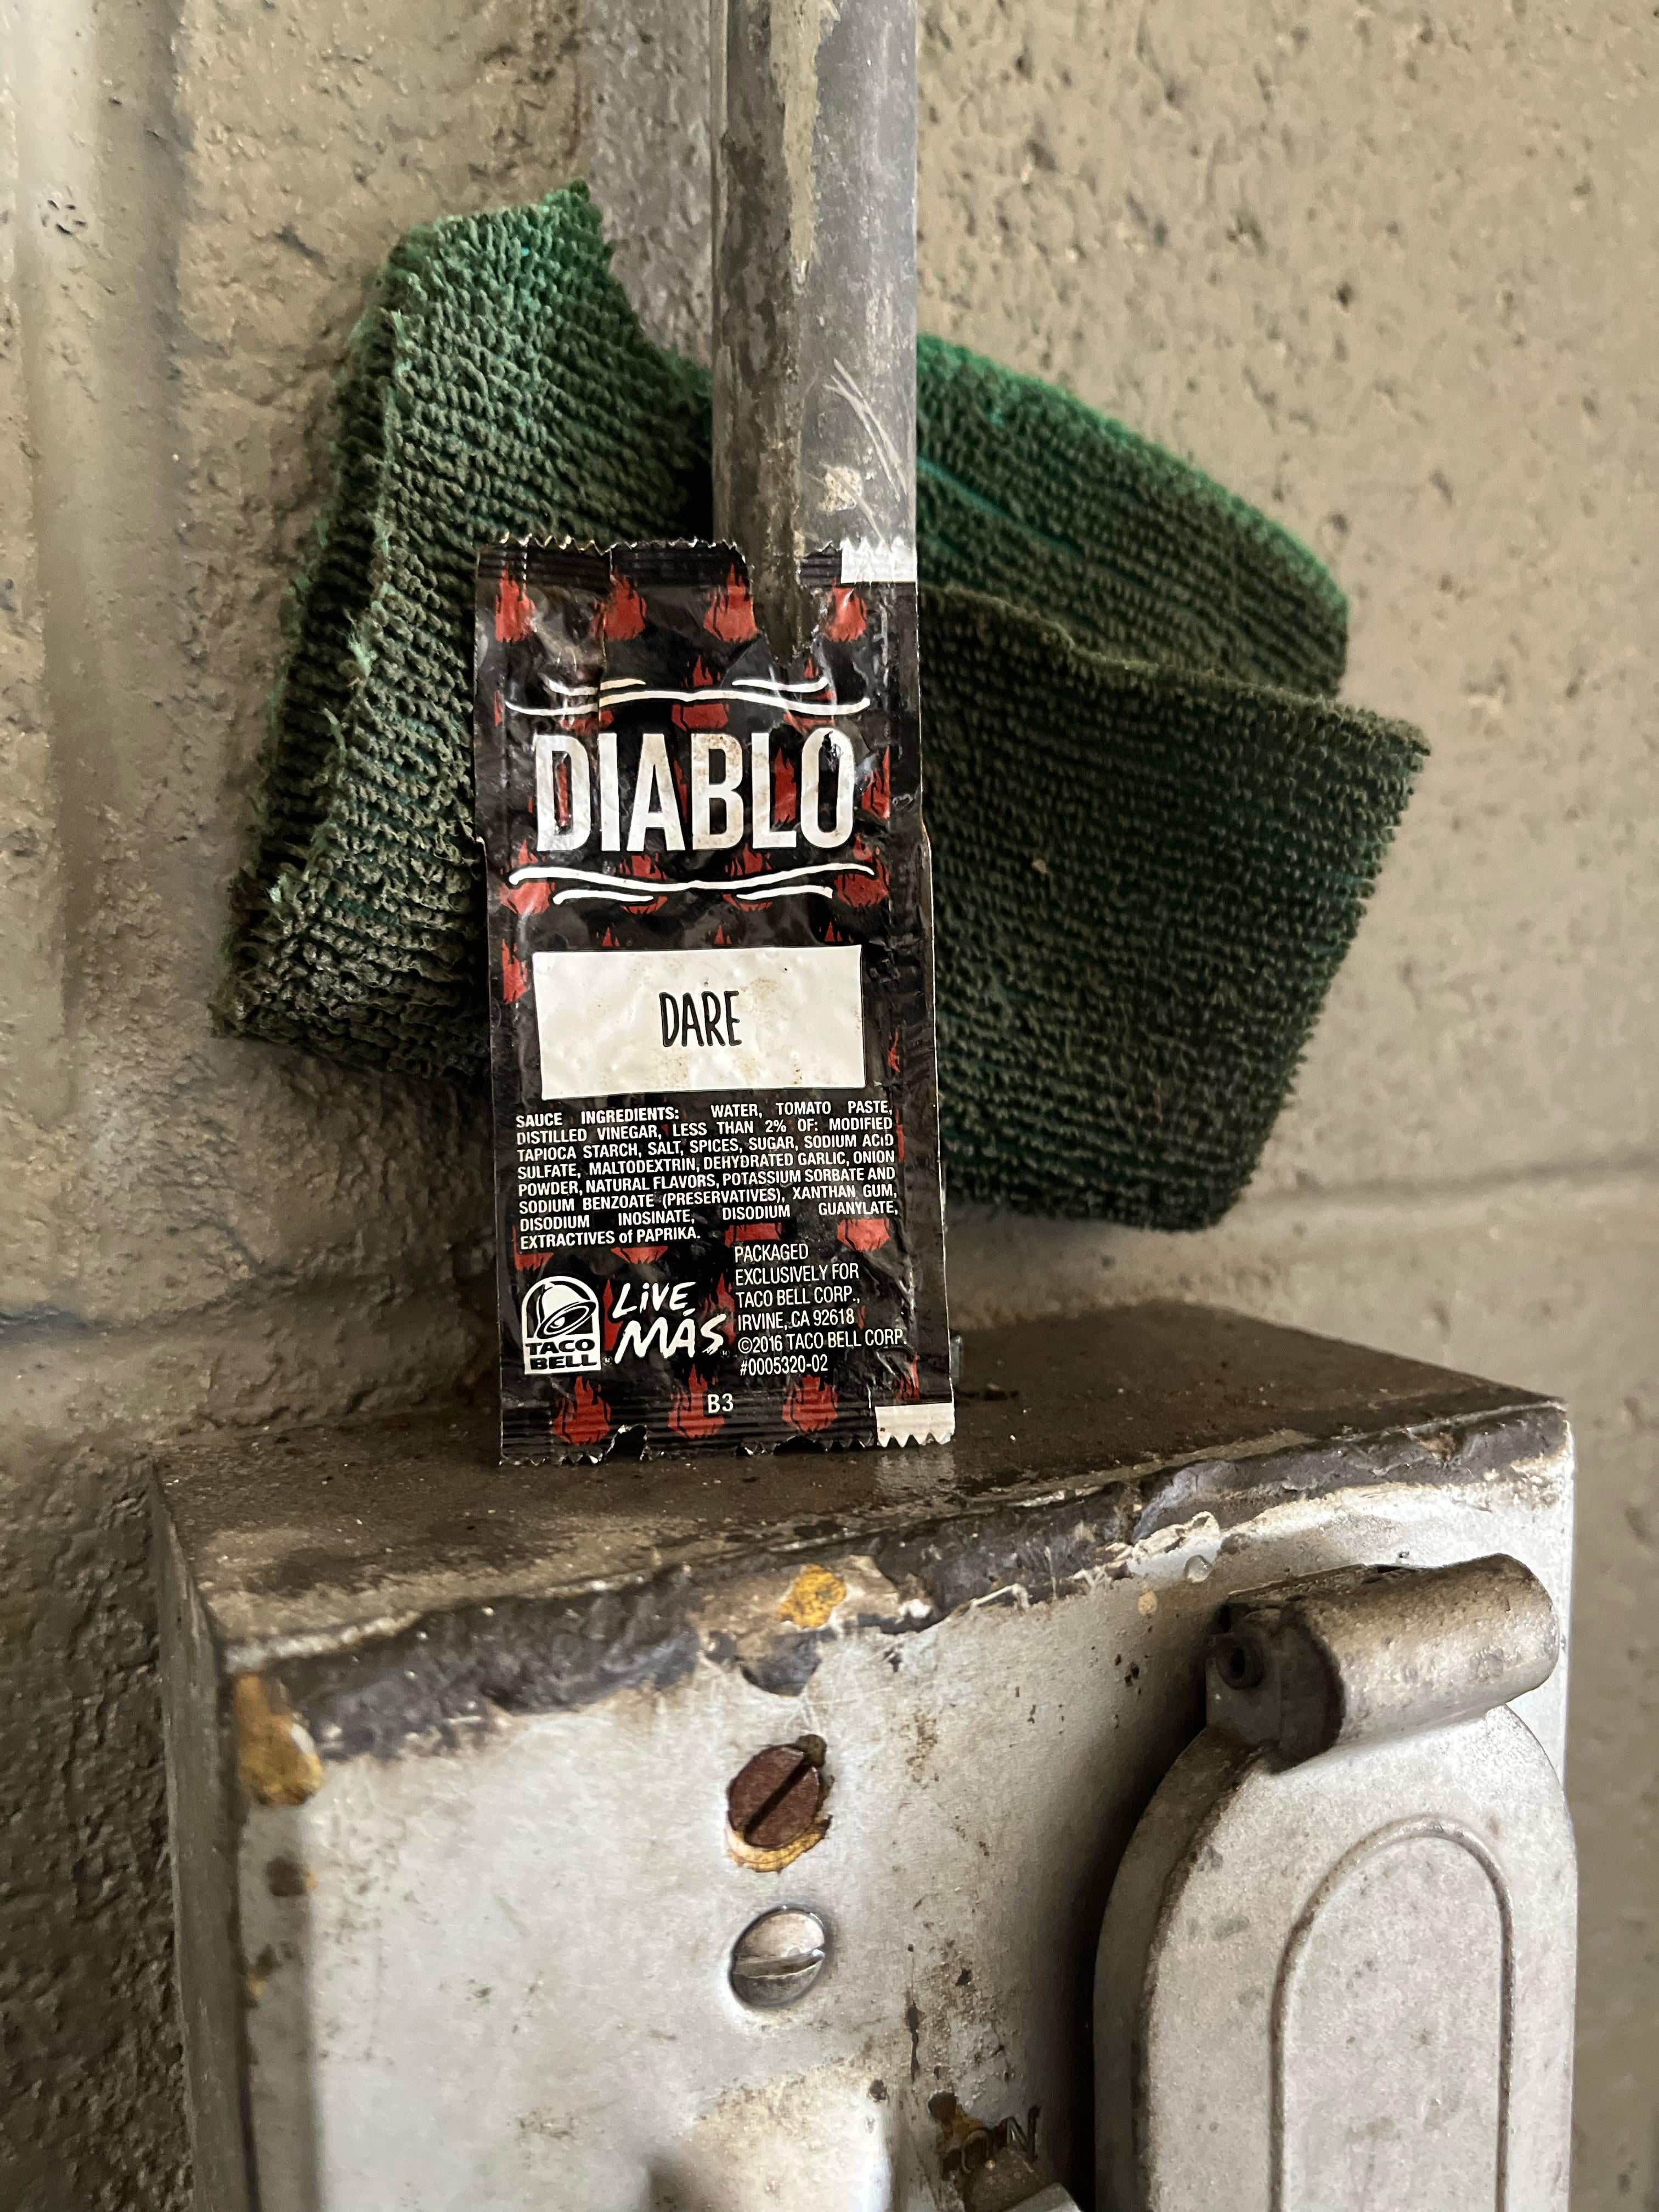 DIABLO
DARE
SAUCE INGREDIENTS: WATER, TOMATO PASTE,
DISTILLED VINEGAR, LESS THAN 2% OF: MODIFIED
TAPIOCA STARCH, SALT, SPICES, SUGAR, SODIUM ACID
SULFATE, MALTODEXTRIN, DEHYDRATED GARLIC, ONION
POWDER, NATURAL FLAVORS, POTASSIUM SORBATE AND
SODIUM BENZOATE (PRESERVATIVES), XANTHAN GUM,
DISODIUM INOSINATE, DISODIUM GUANYLATE,
EXTRACTIVES of PAPRIKA.
TACO
BELL
LIVE
MÁS
PACKAGED
EXCLUSIVELY FOR
TACO BELL CORP.,
IRVINE, CA 92618
©2016 TACO BELL CORP.
#0005320-02
B3